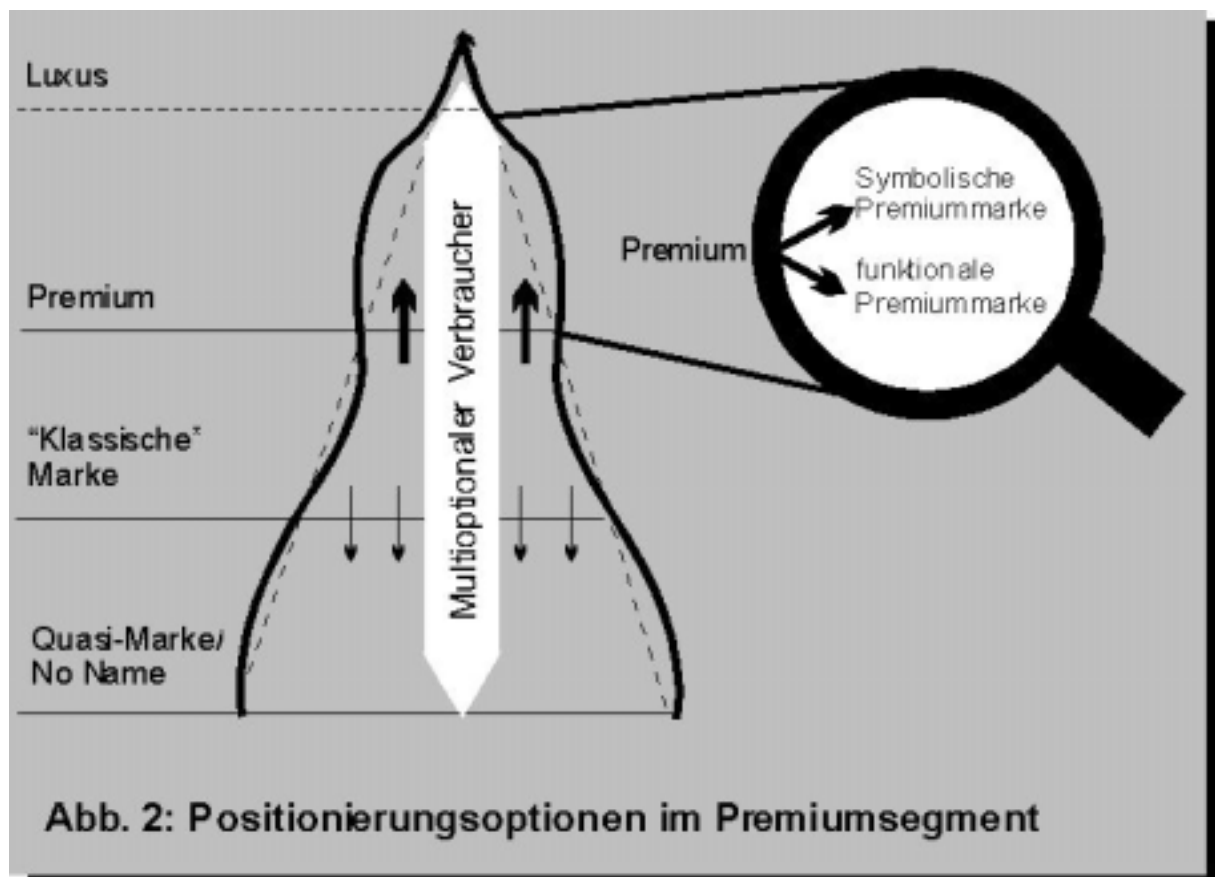 Luxus
Premium
"Klassische"
Marke
Quasi-Marke/
No Name
Multioptionaler Verbraucher
Premium
Symbolische
Premiummarke
funktionale
Premiummarke
Abb. 2: Positionierungsoptionen im Premiumsegment